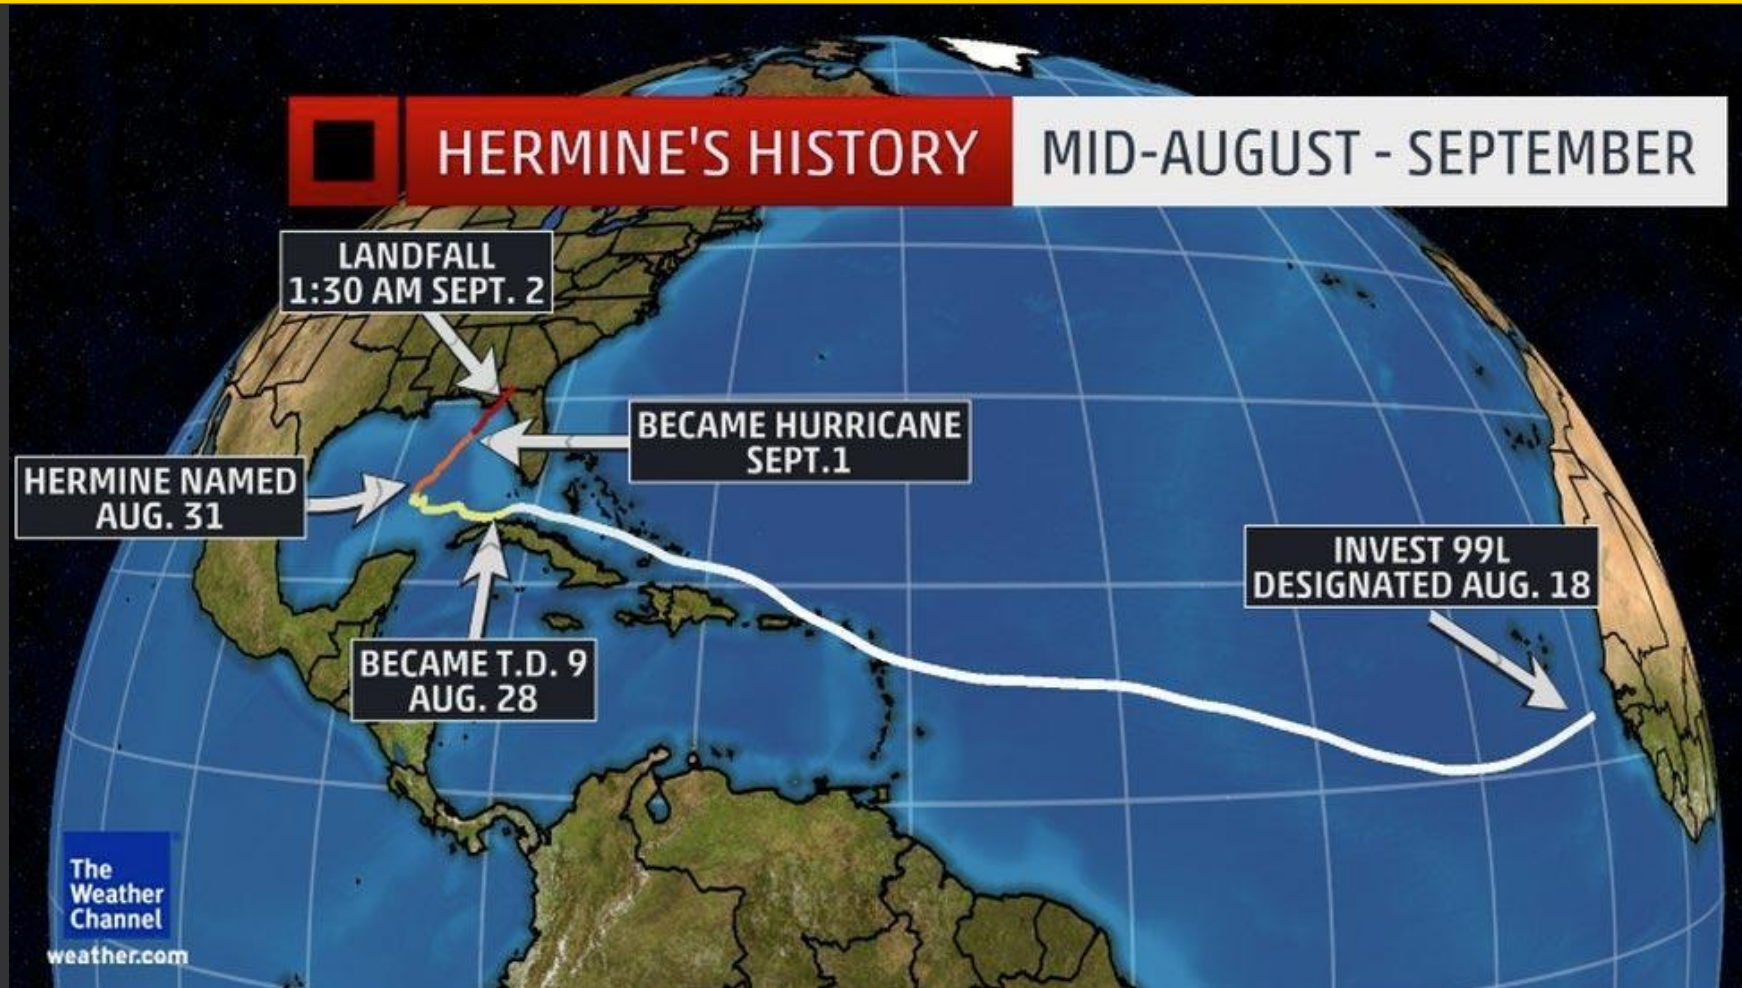 HERMINE'S HISTORY
MID-AUGUST - SEPTEMBER
LANDFALL
1:30 AM SEPT. 2
BECAME HURRICANE
SEPT.1
HERMINE NAMED
AUG. 31
INVEST 99L
DESIGNATED AUG. 18
BECAME T.D. 9
AUG. 28
The
Weather
Channel
weather.com